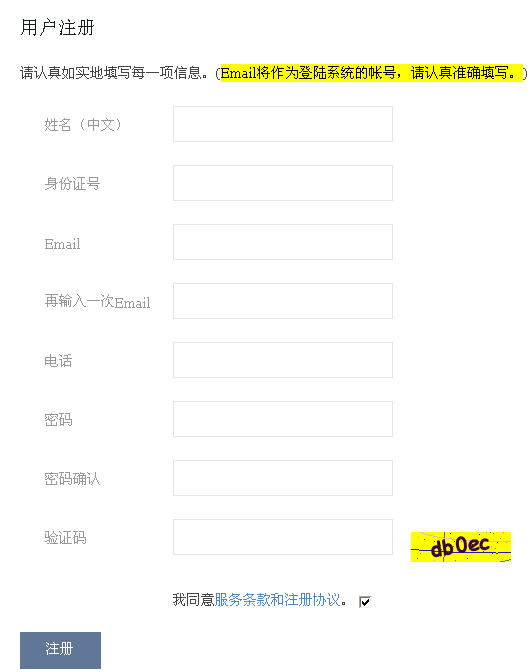 用户注册
请认真如实地填写每一项信息。(Email将作为登陆系统的帐号，请认真准确填写。)
姓名（中文）
身份证号
Email
再输入一次Email
电话
密码
密码确认
验证码
db0ec
我同意服务条款和注册协议。
注册